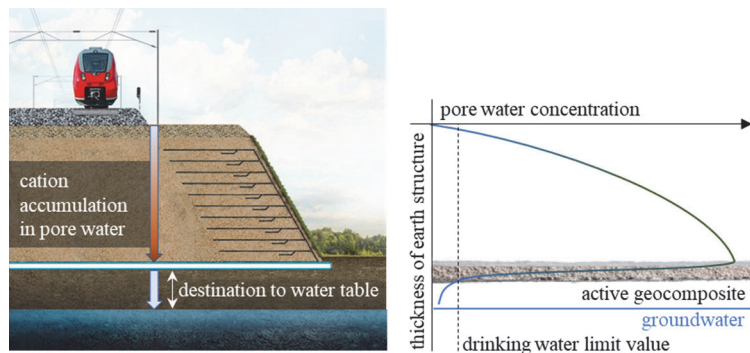 cation
accumulation
in pore water
destination to water table
pore water concentration
thickness of earth structure
active geocomposite
groundwater
drinking water limit value